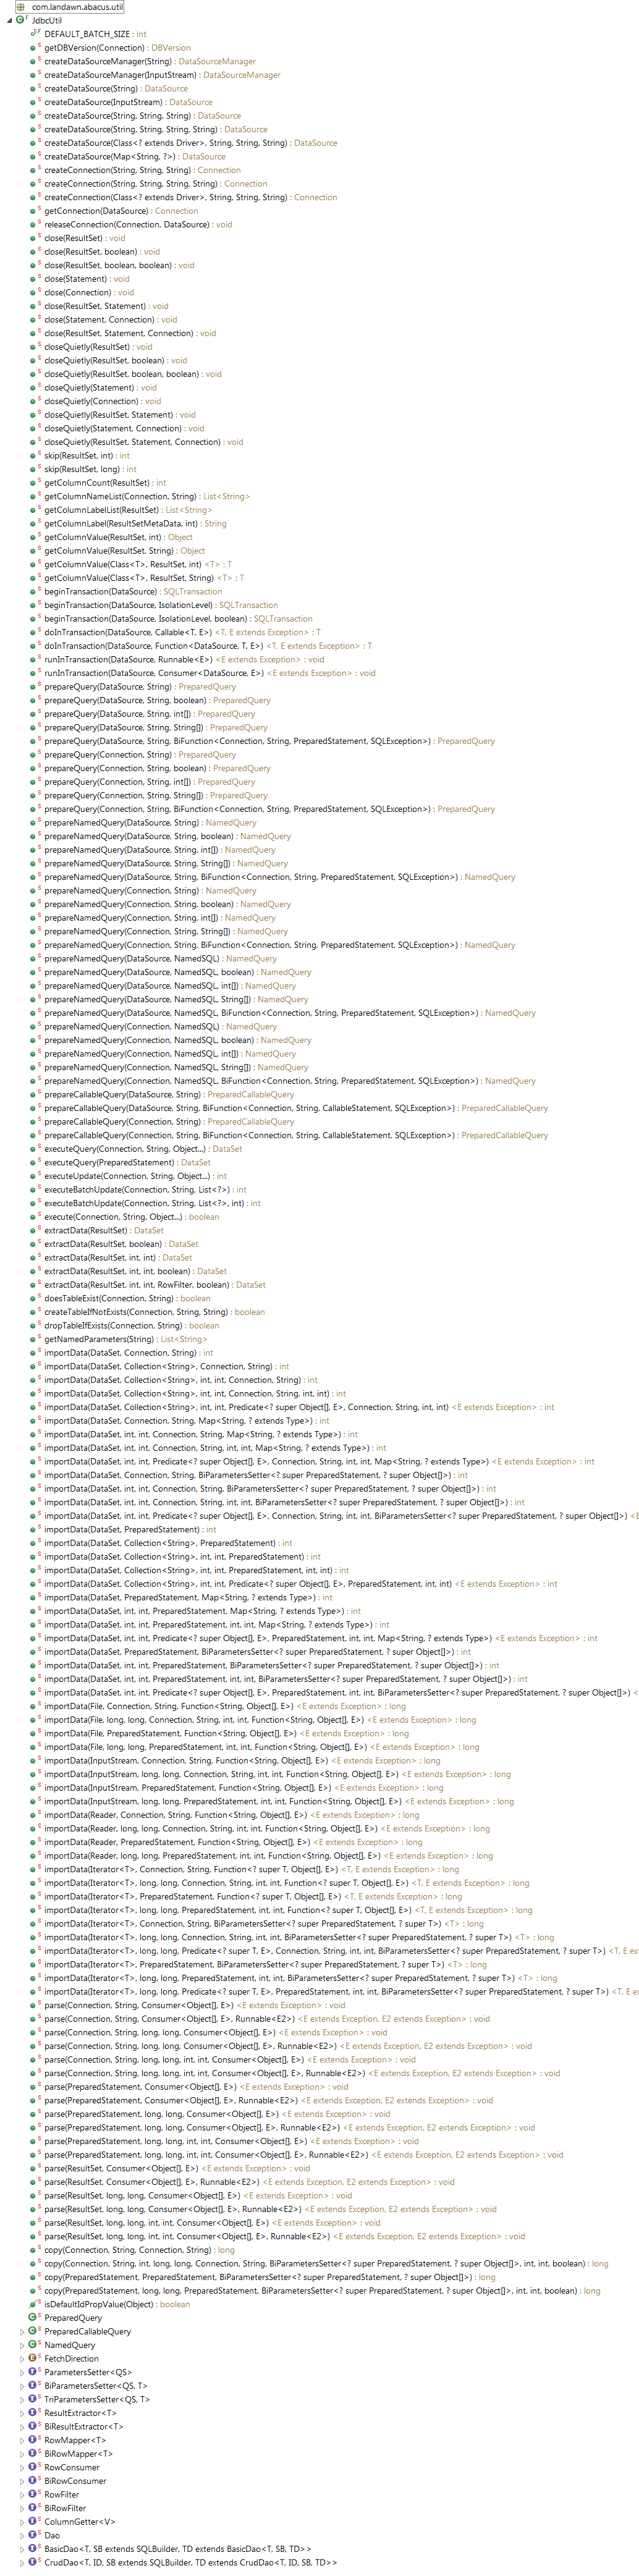 com.landawn.abacus.util
JdbcUtil
DEFAULT_BATCH_SIZE : int
getDBVersion(Connection) : DBVersion
createDataSourceManager(String) : DataSourceManager
createDataSourceManager(InputStream) : DataSourceManager
createDataSource(String) : DataSource
createDataSource(InputStream) : DataSource
createDataSource(String, String, String) : DataSource
createDataSource(String, String, String, String) : DataSource
createDataSource(Class<? extends Driver>, String, String, String) : DataSource
createDataSource(Map<String, ?>) : DataSource
createConnection(String, String, String) : Connection
createConnection(String, String, String, String) : Connection
createConnection(Class<? extends Driver>, String, String, String) : Connection
getConnection(DataSource) : Connection
releaseConnection(Connection, DataSource) : void
close(ResultSet) : void
close(ResultSet, boolean) : void
close(ResultSet, boolean, boolean) : void
close(Statement) : void
close(Connection) : void
close(ResultSet, Statement) : void
close(Statement, Connection) : void
close(ResultSet, Statement, Connection) : void
closeQuietly(ResultSet) : void
closeQuietly(ResultSet, boolean) : void
closeQuietly(ResultSet, boolean, boolean) : void
closeQuietly(Statement) : void
closeQuietly(Connection) : void
closeQuietly(ResultSet, Statement) : void
closeQuietly(Statement, Connection) : void
closeQuietly(ResultSet, Statement, Connection) : void
skip(ResultSet, int) : int
skip(ResultSet, long) : int
getColumnCount(ResultSet) : int
getColumnNameList(Connection, String) : List<String>
getColumnLabelList(ResultSet) : List<String>
getColumnLabel(ResultSetMetaData, int) : String
getColumnValue(ResultSet, int) : Object
getColumnValue(ResultSet, String) : Object
getColumnValue(Class<T>, ResultSet, int) <T> : T
getColumnValue(Class<T>, ResultSet, String) <T> : T
beginTransaction(DataSource) : SQLTransaction
beginTransaction(DataSource, IsolationLevel) : SQLTransaction
beginTransaction(DataSource, IsolationLevel, boolean) : SQLTransaction
doInTransaction(DataSource, Callable<T, E>) <T, E extends Exception> : T
doInTransaction(DataSource, Function<DataSource, T, E>) <T, E extends Exception> : T
runInTransaction(DataSource, Runnable<E>) <E extends Exception> : void
runInTransaction(DataSource, Consumer<DataSource, E>) <E extends Exception> : void
prepareQuery(DataSource, String) : PreparedQuery
prepareQuery(DataSource, String, boolean) : PreparedQuery
prepareQuery(DataSource, String, int[]) : PreparedQuery
prepareQuery(DataSource, String, String[]) : PreparedQuery
prepareQuery(DataSource, String, BiFunction<Connection, String, PreparedStatement, SQLException>) : PreparedQuery
prepareQuery(Connection, String) : PreparedQuery
prepareQuery(Connection, String, boolean) : PreparedQuery
prepareQuery(Connection, String, int[]) : PreparedQuery
prepareQuery(Connection, String, String[]) : PreparedQuery
prepareQuery(Connection, String, BiFunction<Connection, String, PreparedStatement, SQLException>) : PreparedQuery
prepareNamedQuery(DataSource, String) : NamedQuery
prepareNamedQuery(DataSource, String, boolean) : NamedQuery
prepareNamedQuery(DataSource, String, int[]) : NamedQuery
prepareNamedQuery(DataSource, String, String[]) : NamedQuery
prepareNamedQuery(DataSource, String, BiFunction<Connection, String, PreparedStatement, SQLException>) : NamedQuery
prepareNamedQuery(Connection, String) : NamedQuery
prepareNamedQuery(Connection, String, boolean) : NamedQuery
prepareNamedQuery(Connection, String, int[]) : NamedQuery
prepareNamedQuery(Connection, String, String[]) : NamedQuery
prepareNamedQuery(Connection, String, BiFunction<Connection, String, PreparedStatement, SQLException>) : NamedQuery
prepareNamedQuery(DataSource, NamedSQL) : NamedQuery
prepareNamedQuery(DataSource, NamedSQL, boolean) : NamedQuery
prepareNamedQuery(DataSource, NamedSQL, int[]) : NamedQuery
prepareNamedQuery(DataSource, NamedSQL, String[]) : NamedQuery
prepareNamedQuery(DataSource, NamedSQL, BiFunction<Connection, String, PreparedStatement, SQLException>) : NamedQuery
prepareNamedQuery(Connection, NamedSQL) : NamedQuery
prepareNamedQuery(Connection, NamedSQL, boolean) : NamedQuery
prepareNamedQuery(Connection, NamedSQL, int[]) : NamedQuery
prepareNamedQuery(Connection, NamedSQL, String[]) : NamedQuery
prepareNamedQuery(Connection, NamedSQL, BiFunction<Connection, String, PreparedStatement, SQLException>) : NamedQuery
prepareCallableQuery(DataSource, String) : PreparedCallableQuery
prepareCallableQuery(DataSource, String, BiFunction<Connection, String, CallableStatement, SQLException>) : PreparedCallableQuery
prepareCallableQuery(Connection, String) : PreparedCallableQuery
prepareCallableQuery(Connection, String, BiFunction<Connection, String, CallableStatement, SQLException>) : PreparedCallableQuery
executeQuery(Connection, String, Object...) : DataSet
executeQuery(PreparedStatement) : DataSet
executeUpdate(Connection, String, Object...) : int
executeBatchUpdate(Connection, String, List<?>) : int
executeBatchUpdate(Connection, String, List<?>, int) : int
execute(Connection, String, Object...) : boolean
extractData(ResultSet) : DataSet
extractData(ResultSet, boolean) : DataSet
extractData(ResultSet, int, int) : DataSet
extractData(ResultSet, int, int, boolean) : DataSet
extractData(ResultSet, int, int, RowFilter, boolean) : DataSet
doesTableExist(Connection, String) : boolean
createTableIfNotExists(Connection, String, String) : boolean
dropTableIfExists(Connection, String) : boolean
getNamedParameters(String) : List<String>
importData(DataSet, Connection, String) : int
importData(DataSet, Collection<String>, Connection, String) : int
importData(DataSet, Collection<String>, int, int, Connection, String) : int
importData(DataSet, Collection<String>, int, int, Connection, String, int, int) : int
importData(DataSet, Collection<String>, int, int, Predicate<? super Object[], E>, Connection, String, int, int) <E extends Exception> : int
importData(DataSet, Connection, String, Map<String, ? extends Type>) : int
importData(DataSet, int, int, Connection, String, Map<String, ? extends Type>) : int
importData(DataSet, int, int, Connection, String, int, int, Map<String, ? extends Type>) : int
importData(DataSet, int, int, Predicate<? super Object[], E>, Connection, String, int, int, Map<String, ? extends Type>) <E extends Exception> : int
importData(DataSet, Connection, String, BiParametersSetter<? super PreparedStatement, ? super Object[]>) : int
importData(DataSet, int, int, Connection, String, BiParametersSetter<? super PreparedStatement, ? super Object[]>) : int
importData(DataSet, int, int, Connection, String, int, int, BiParametersSetter<? super PreparedStatement, ? super Object[]>) : int
importData(DataSet, int, int, Predicate<? super Object[], E>, Connection, String, int, int, BiParametersSetter<? super PreparedStatement, ? super Object[]>) <E
importData(DataSet, PreparedStatement) : int
importData(DataSet, Collection<String>, PreparedStatement) : int
importData(DataSet, Collection<String>, int, int, PreparedStatement) : int
importData(DataSet, Collection<String>, int, int, PreparedStatement, int, int) : int
importData(DataSet, Collection<String>, int, int, Predicate<? super Object[], E>, PreparedStatement, int, int) <E extends Exception> : int
importData(DataSet, PreparedStatement, Map<String, ? extends Type>) : int
importData(DataSet, int, int, PreparedStatement, Map<String, ? extends Type>) : int
importData(DataSet, int, int, PreparedStatement, int, int, Map<String, ? extends Type>) : int
importData(DataSet, int, int, Predicate<? super Object[], E>, PreparedStatement, int, int, Map<String, ? extends Type>) <E extends Exception> : int
importData(DataSet, PreparedStatement, BiParametersSetter<? super PreparedStatement, ? super Object[]>) : int
importData(DataSet, int, int, PreparedStatement, BiParametersSetter<? super PreparedStatement, ? super Object[]>) : int
importData(DataSet, int, int, PreparedStatement, int, int, BiParametersSetter<? super PreparedStatement, ? super Object[]>) : int
importData(DataSet, int, int, Predicate<? super Object[], E>, PreparedStatement, int, int, BiParametersSetter<? super PreparedStatement, ? super Object[]>) <
importData(File, Connection, String, Function<String, Object[], E>) <E extends Exception> : long
importData(File, long, long, Connection, String, int, int, Function<String, Object[], E>) <E extends Exception> : long
importData(File, PreparedStatement, Function<String, Object[], E>) <E extends Exception> : long
importData(File, long, long, PreparedStatement, int, int, Function<String, Object[], E>) <E extends Exception> : long
importData(InputStream, Connection, String, Function<String, Object[], E>) <E extends Exception> : long
importData(InputStream, long, long, Connection, String, int, int, Function<String, Object[], E>) <E extends Exception> : long
importData(InputStream, PreparedStatement, Function<String, Object[], E>) <E extends Exception> : long
importData(InputStream, long, long, PreparedStatement, int, int, Function<String, Object[], E>) <E extends Exception> : long
importData(Reader, Connection, String, Function<String, Object[], E>) <E extends Exception> : long
importData(Reader, long, long, Connection, String, int, int, Function<String, Object[], E>) <E extends Exception> : long
importData(Reader, PreparedStatement, Function<String, Object[], E>) <E extends Exception> : long
importData(Reader, long, long, PreparedStatement, int, int, Function<String, Object[], E>) <E extends Exception> : long
importData(Iterator<T>, Connection, String, Function<? super T, Object[], E>) <T, E extends Exception> : long
importData(Iterator<T>, long, long, Connection, String, int, int, Function<? super T, Object[], E>) <T, E extends Exception> : long
importData(Iterator<T>, PreparedStatement, Function<? super T, Object[], E>) <T, E extends Exception> : long
importData(Iterator<T>, long, long, PreparedStatement, int, int, Function<? super T, Object[], E>) <T, E extends Exception> : long
importData(Iterator<T>, Connection, String, BiParametersSetter<? super PreparedStatement, ? super T>) <T> : long
importData(Iterator<T>, long, long, Connection, String, int, int, BiParametersSetter<? super PreparedStatement, ? super T>) <T> : long
importData(Iterator<T>, long, long, Predicate<? super T, E>, Connection, String, int, int, BiParametersSetter<? super PreparedStatement, ? super T>) <T, E
importData(Iterator<T>, PreparedStatement, BiParametersSetter<? super PreparedStatement, ? super T>) <T> : long
importData(Iterator<T>, long, long, PreparedStatement, int, int, BiParametersSetter<? super PreparedStatement, ? super T>) <T> : long
importData(Iterator<T>, long, long, Predicate<? super T, E>, PreparedStatement, int, int, BiParametersSetter<? super PreparedStatement, ? super T>) <T, E
parse(Connection, String, Consumer<Object[], E>) <E extends Exception> : void
parse(Connection, String, Consumer<Object[], E>, Runnable<E2>) <E extends Exception, E2 extends Exception> : void
parse(Connection, String, long, long, Consumer<Object[], E>) <E extends Exception> : void
parse(Connection, String, long, long, Consumer<Object[], E>, Runnable<E2>) <E extends Exception, E2 extends Exception> : void
parse(Connection, String, long, long, int, int, Consumer<Object[], E>) <E extends Exception> : void
parse(Connection, String, long, long, int, int, Consumer<Object[], E>, Runnable<E2>) <E extends Exception, E2 extends Exception> : void
parse(PreparedStatement, Consumer<Object[], E>) <E extends Exception> : void
parse(PreparedStatement, Consumer<Object[], E>, Runnable<E2>) <E extends Exception, E2 extends Exception> : void
parse(PreparedStatement, long, long, Consumer<Object[], E>) <E extends Exception> : void
parse(PreparedStatement, long, long, Consumer<Object[], E>, Runnable<E2>) <E extends Exception, E2 extends Exception> : void
parse(PreparedStatement, long, long, int, int, Consumer<Object[], E>) <E extends Exception> : void
parse(PreparedStatement, long, long, int, int, Consumer<Object[], E>, Runnable<E2>) <E extends Exception, E2 extends Exception> : void
parse(ResultSet, Consumer<Object[], E>) <E extends Exception> : void
parse(ResultSet, Consumer<Object[], E>, Runnable<E2>) <E extends Exception, E2 extends Exception> : void
parse(ResultSet, long, long, Consumer<Object[], E>) <E extends Exception> : void
parse(ResultSet, long, long, Consumer<Object[], E>, Runnable<E2>) <E extends Exception, E2 extends Exception> : void
parse(ResultSet, long, long, int, int, Consumer<Object[], E>) <E extends Exception> : void
parse(ResultSet, long, long, int, int, Consumer<Object[], E>, Runnable<E2>) <E extends Exception, E2 extends Exception> : void
copy(Connection, String, Connection, String) : long
copy(Connection, String, int, long, long, Connection, String, BiParametersSetter<? super PreparedStatement, ? super Object[]>, int, int, boolean) : long
copy(PreparedStatement, PreparedStatement, BiParametersSetter<? super PreparedStatement, ? super Object[]>) : long
copy(PreparedStatement, long, long, PreparedStatement, BiParametersSetter<? super PreparedStatement, ? super Object[]>, int, int, boolean) : long
isDefaultIdPropValue(Object) : boolean
PreparedQuery
PreparedCallableQuery
NamedQuery
FetchDirection
ParametersSetter<QS>
BiParametersSetter<QS, T>
TriParametersSetter<QS, T>
ResultExtractor<T>
BiResultExtractor<T>
RowMapper<T>
BiRowMapper<T>
RowConsumer
BiRowConsumer
RowFilter
BiRowFilter
ColumnGetter<V>
Dao
BasicDao<T, SB extends SQLBuilder, TD extends BasicDao<T, SB, TD>>
CrudDao<T, ID, SB extends SQLBuilder, TD extends CrudDao<T, ID, SB, TD>>